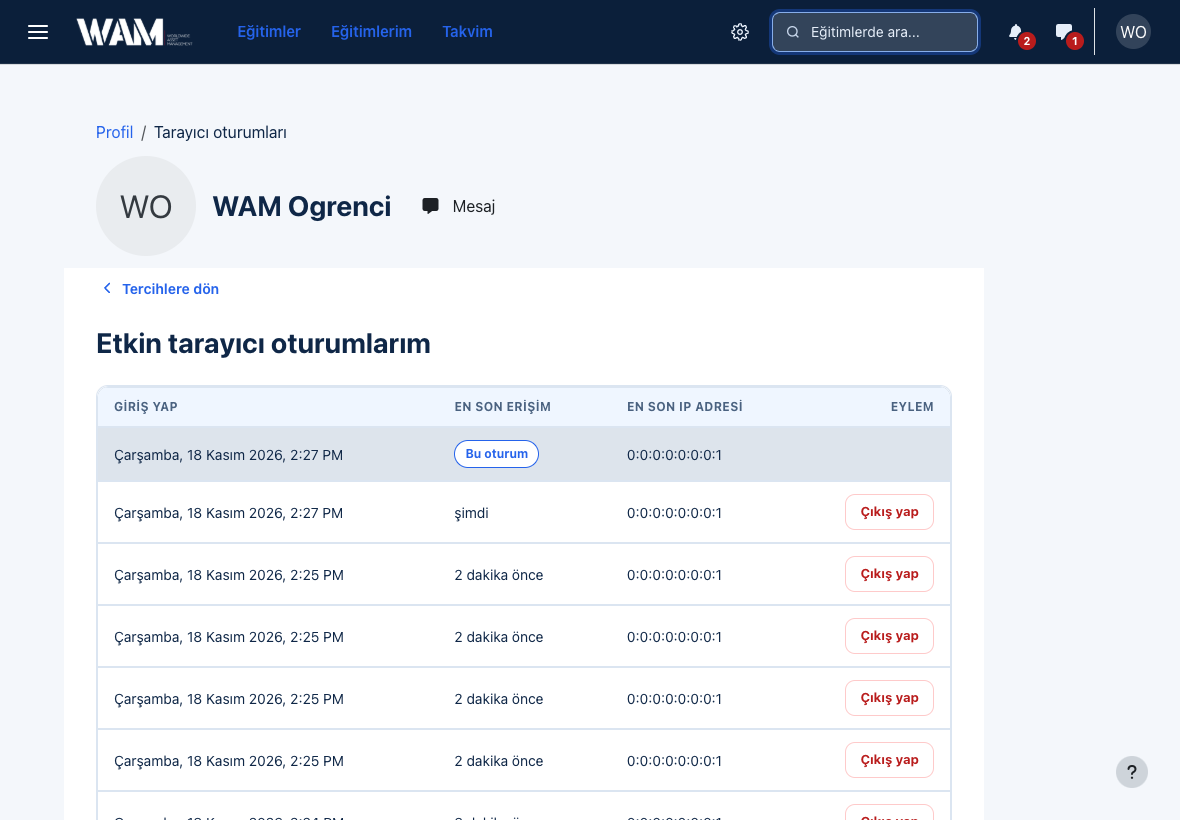 WAM WORLDWIDE ASSET MANAGEMENT Eğitimler Eğitimlerim Takvim Eğitimlerde ara... 2 1 WO
Profil / Tarayıcı oturumları
WO WAM Ogrenci Mesaj
Tercihlere dön
Etkin tarayıcı oturumlarım
GİRİŞ YAP EN SON ERİŞİM EN SON IP ADRESİ EYLEM
Çarşamba, 18 Kasım 2026, 2:27 PM Bu oturum 0:0:0:0:0:0:0:1
Çarşamba, 18 Kasım 2026, 2:27 PM şimdi 0:0:0:0:0:0:0:1 Çıkış yap
Çarşamba, 18 Kasım 2026, 2:25 PM 2 dakika önce 0:0:0:0:0:0:0:1 Çıkış yap
Çarşamba, 18 Kasım 2026, 2:25 PM 2 dakika önce 0:0:0:0:0:0:0:1 Çıkış yap
Çarşamba, 18 Kasım 2026, 2:25 PM 2 dakika önce 0:0:0:0:0:0:0:1 Çıkış yap
Çarşamba, 18 Kasım 2026, 2:25 PM 2 dakika önce 0:0:0:0:0:0:0:1 Çıkış yap
?